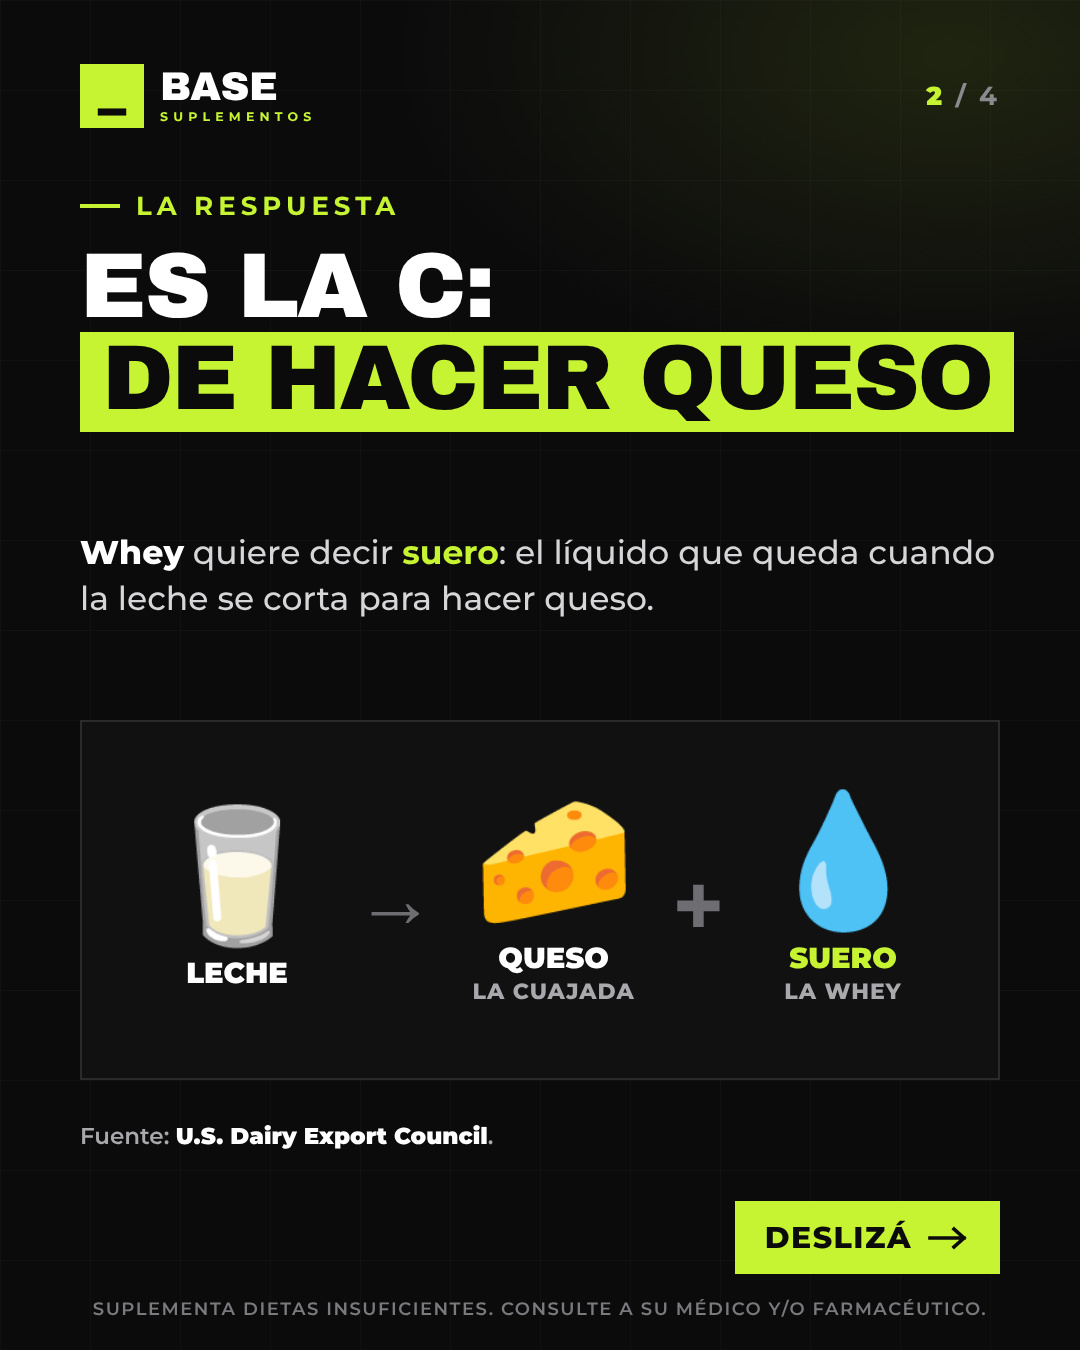 BASE
SUPLEMENTOS
2 / 4
LA RESPUESTA
ES LA C:
DE HACER QUESO
Whey quiere decir suero: el líquido que queda cuando
la leche se corta para hacer queso.
LECHE
→
QUESO
LA CUAJADA
+
SUERO
LA WHEY
Fuente: U.S. Dairy Export Council.
DESLIZÁ →
SUPLEMENTA DIETAS INSUFICIENTES. CONSULTE A SU MÉDICO Y/O FARMACÉUTICO.